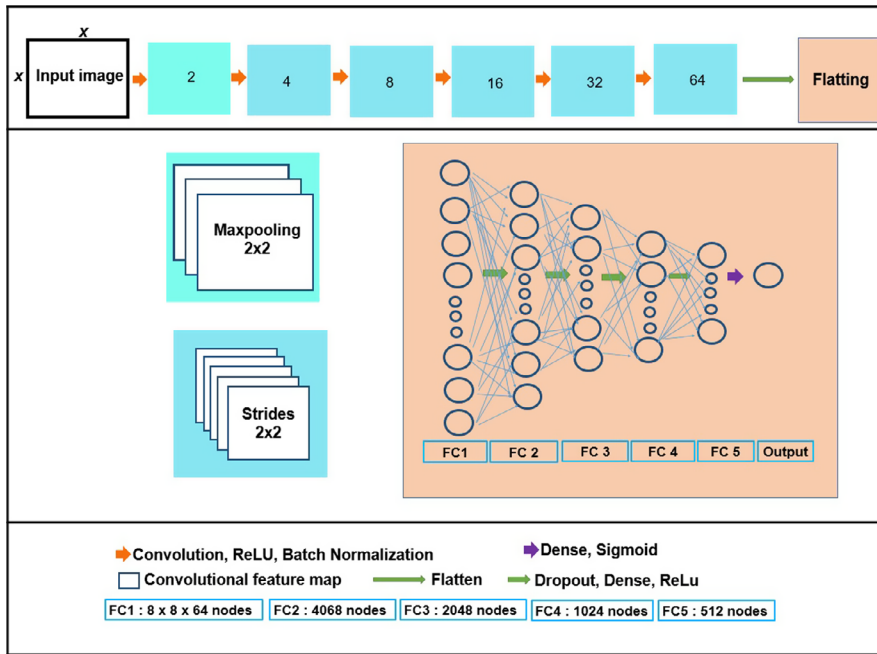 x
x
Input image
2
4
8
16
32
64
Flatting
Maxpooling
2x2
Strides
2x2
FC1
FC 2
FC 3
FC 4
FC 5
Output
Convolution, ReLU, Batch Normalization
Dense, Sigmoid
Convolutional feature map
Flatten
Dropout, Dense, ReLu
FC1 : 8 x 8 x 64 nodes
FC2 : 4068 nodes
FC3 : 2048 nodes
FC4 : 1024 nodes
FC5 : 512 nodes